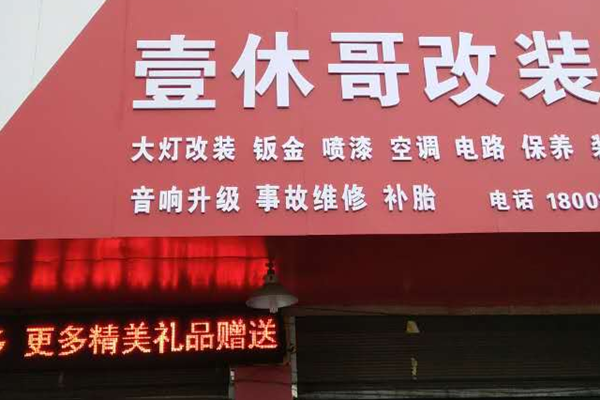 壹休哥改装
大灯改装 钣金 喷漆 空调 电路 保养
音响升级 事故维修 补胎 电话 1800
更多精美礼品赠送